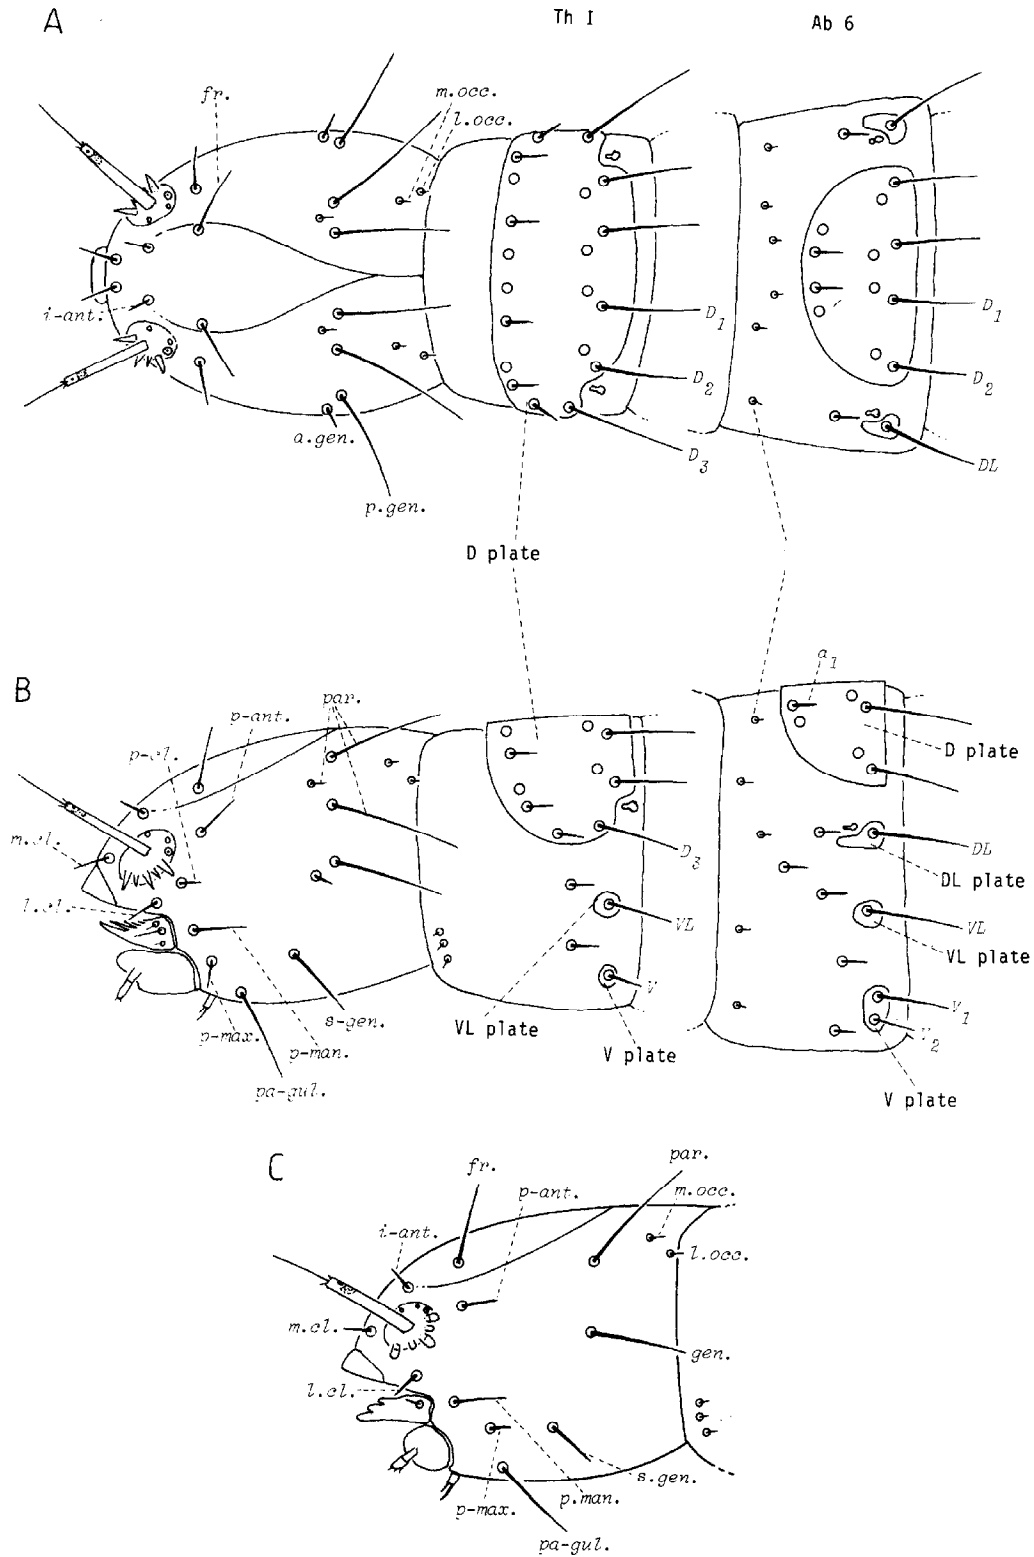 A
Th I
Ab 6
fr.
m.occ.
l.occ.
i-ant.
D1
D2
D3
D1
D2
DL
a.gen.
p.gen.
D plate
B
a1
par.
p-ant.
p-cl.
D plate
m.cl.
D3
DL
DL plate
l.cl.
VL
VL
VL plate
V
V1
s-gen.
VL plate
p-max.
p-man.
V2
V plate
pa-gul.
V plate
C
fr.
par.
p-ant.
m.occ.
i-ant.
l.occ.
m.cl.
gen.
l.cl.
s.gen.
p-max.
p.man.
pa-gul.